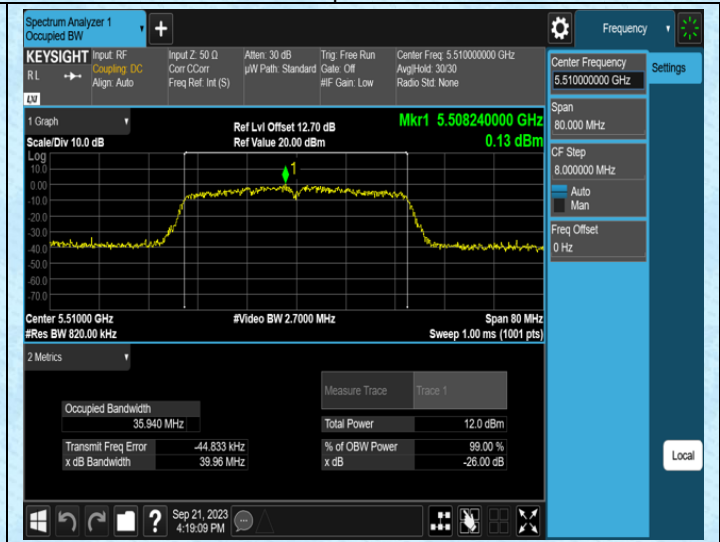 Spectrum Analyzer 1
Occupied BW
+
Frequency
KEYSIGHT
RL
LXI
Input: RF
Coupling: DC
Align: Auto
Input Z: 50 Ω
Corr CCorr
Freq Ref: Int (S)
Atten: 30 dB
µW Path: Standard
Trig: Free Run
Gate: Off
#IF Gain: Low
Center Freq: 5.510000000 GHz
Avg|Hold: 30/30
Radio Std: None
Center Frequency
5.510000000 GHz
Settings
Span
80.000 MHz
CF Step
8.000000 MHz
Auto
Man
Freq Offset
0 Hz
Local
1 Graph
Scale/Div 10.0 dB
Ref Lvl Offset 12.70 dB
Ref Value 20.00 dBm
Mkr1 5.508240000 GHz
0.13 dBm
Log
10.0
0.00
-10.0
-20.0
-30.0
-40.0
-50.0
-60.0
-70.0
1
Center 5.51000 GHz
#Res BW 820.00 kHz
#Video BW 2.7000 MHz
Span 80 MHz
Sweep 1.00 ms (1001 pts)
2 Metrics
Measure Trace Trace 1
Occupied Bandwidth
35.940 MHz
Total Power 12.0 dBm
Transmit Freq Error -44.833 kHz
% of OBW Power 99.00 %
x dB Bandwidth 39.96 MHz
x dB -26.00 dB
?
Sep 21, 2023
4:19:09 PM